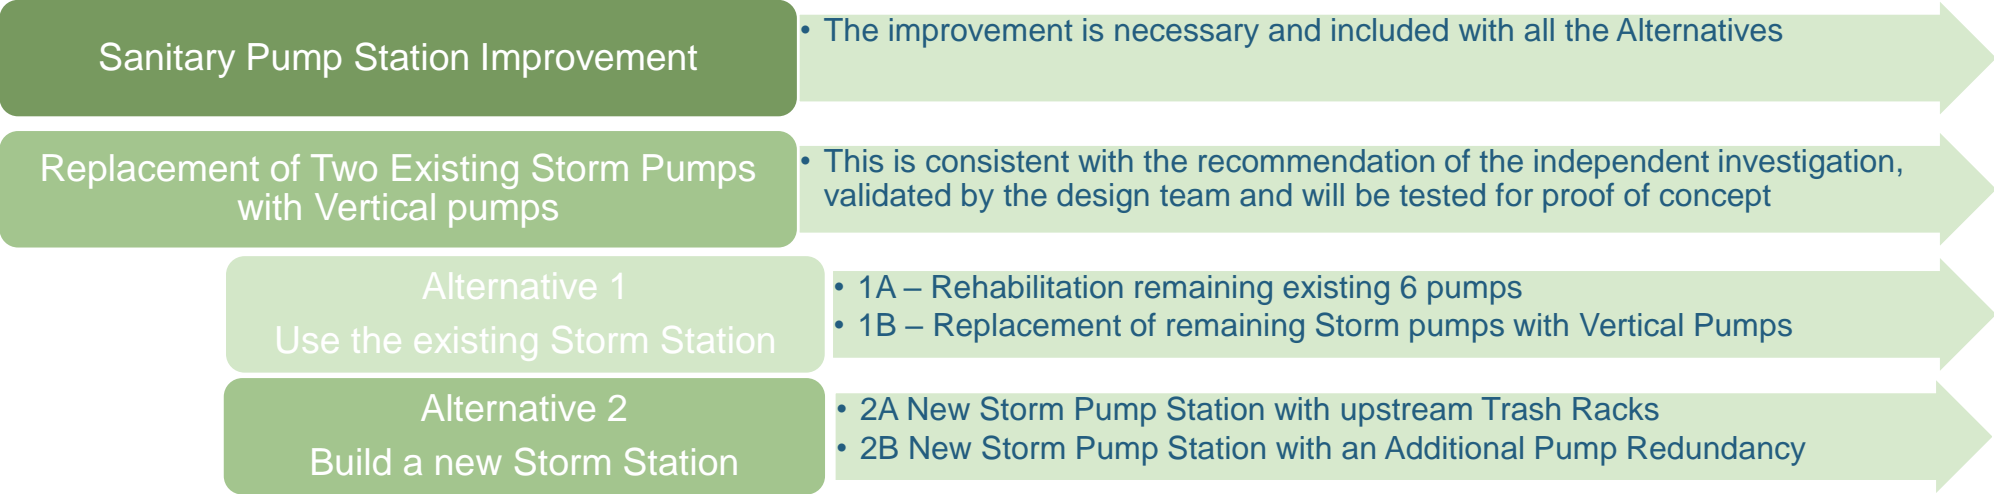 Sanitary Pump Station Improvement
• The improvement is necessary and included with all the Alternatives
Replacement of Two Existing Storm Pumps
with Vertical pumps
• This is consistent with the recommendation of the independent investigation,
validated by the design team and will be tested for proof of concept
Alternative 1
Use the existing Storm Station
• 1A – Rehabilitation remaining existing 6 pumps
• 1B – Replacement of remaining Storm pumps with Vertical Pumps
Alternative 2
Build a new Storm Station
• 2A New Storm Pump Station with upstream Trash Racks
• 2B New Storm Pump Station with an Additional Pump Redundancy